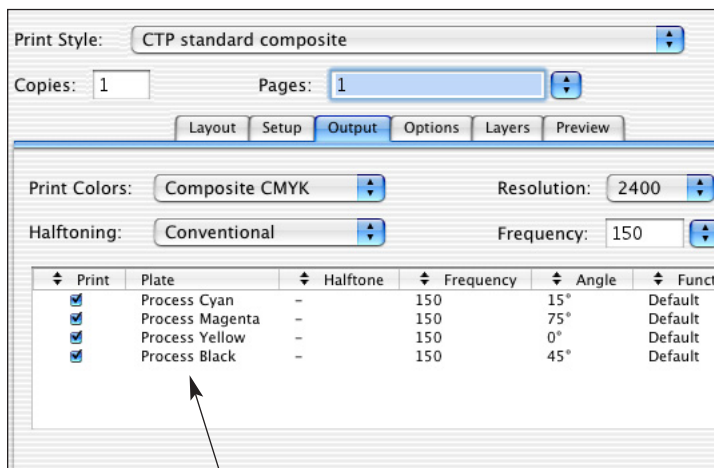 Print Style: CTP standard composite
Copies: 1 Pages: 1
Layout Setup Output Options Layers Preview
Print Colors: Composite CMYK Resolution: 2400
Halftoning: Conventional Frequency: 150
Print Plate Halftone Frequency Angle Funct
Process Cyan – 150 15° Default
Process Magenta – 150 75° Default
Process Yellow – 150 0° Default
Process Black – 150 45° Default